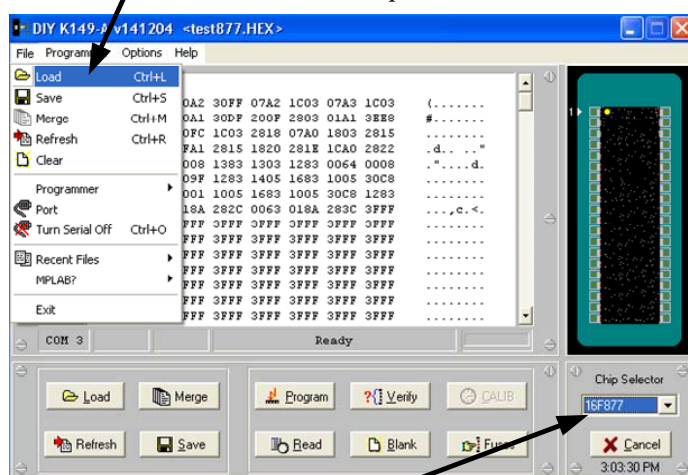 DIY K149-A v141204 <test877.HEX>
File Programm Options Help
Load Ctrl+L
Save Ctrl+S
Merge Ctrl+M
Refresh Ctrl+R
Clear
Programmer
Port
Turn Serial Off Ctrl+O
Recent Files
MPLAB?
Exit
0A2 30FF 07A2 1C03 07A3 1C03 (.......
0A1 30DF 200F 2803 01A1 3EE8 #.......
0FC 1C03 2818 07A0 1803 2815 ........
FA1 2815 1820 281E 1CA0 2822 .d.. .."
008 1383 1303 1283 0064 0008 ."....d.
09F 1283 1405 1683 1005 30C8 ........
001 1005 1683 1005 30C8 1283 ........
18A 282C 0063 018A 283C 3FFF ...,c.<.
FFF 3FFF 3FFF 3FFF 3FFF 3FFF ........
FFF 3FFF 3FFF 3FFF 3FFF 3FFF ........
FFF 3FFF 3FFF 3FFF 3FFF 3FFF ........
FFF 3FFF 3FFF 3FFF 3FFF 3FFF ........
FFF 3FFF 3FFF 3FFF 3FFF 3FFF ........
FFF 3FFF 3FFF 3FFF 3FFF 3FFF ........
1
COM 3 Ready
Load Merge Program ?{} Verify CALIB
Refresh Save Read Blank Fuses
Chip Selector
16F877
Cancel
3:03:30 PM